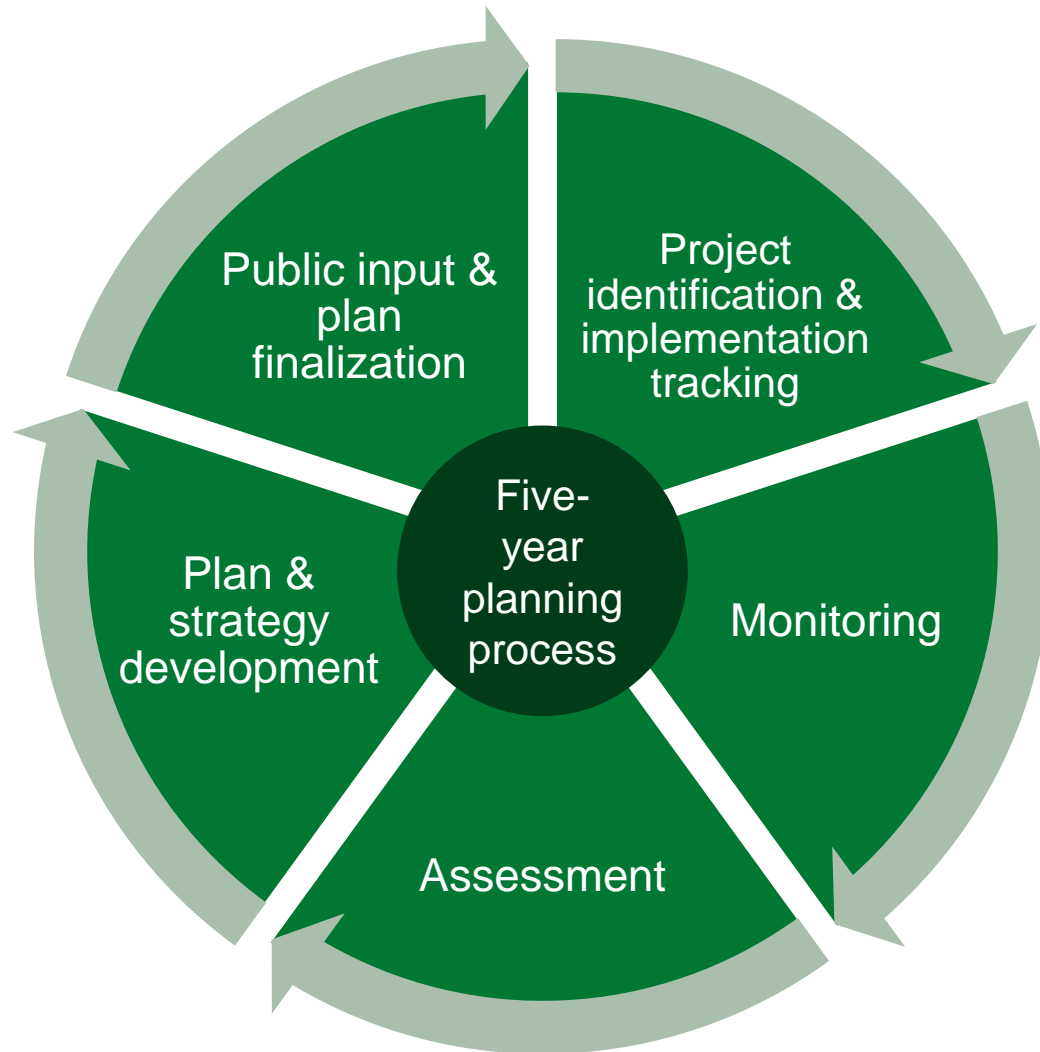 Public input &
plan
finalization
Project
identification &
implementation
tracking
Five-
year
planning
process
Plan &
strategy
development
Monitoring
Assessment